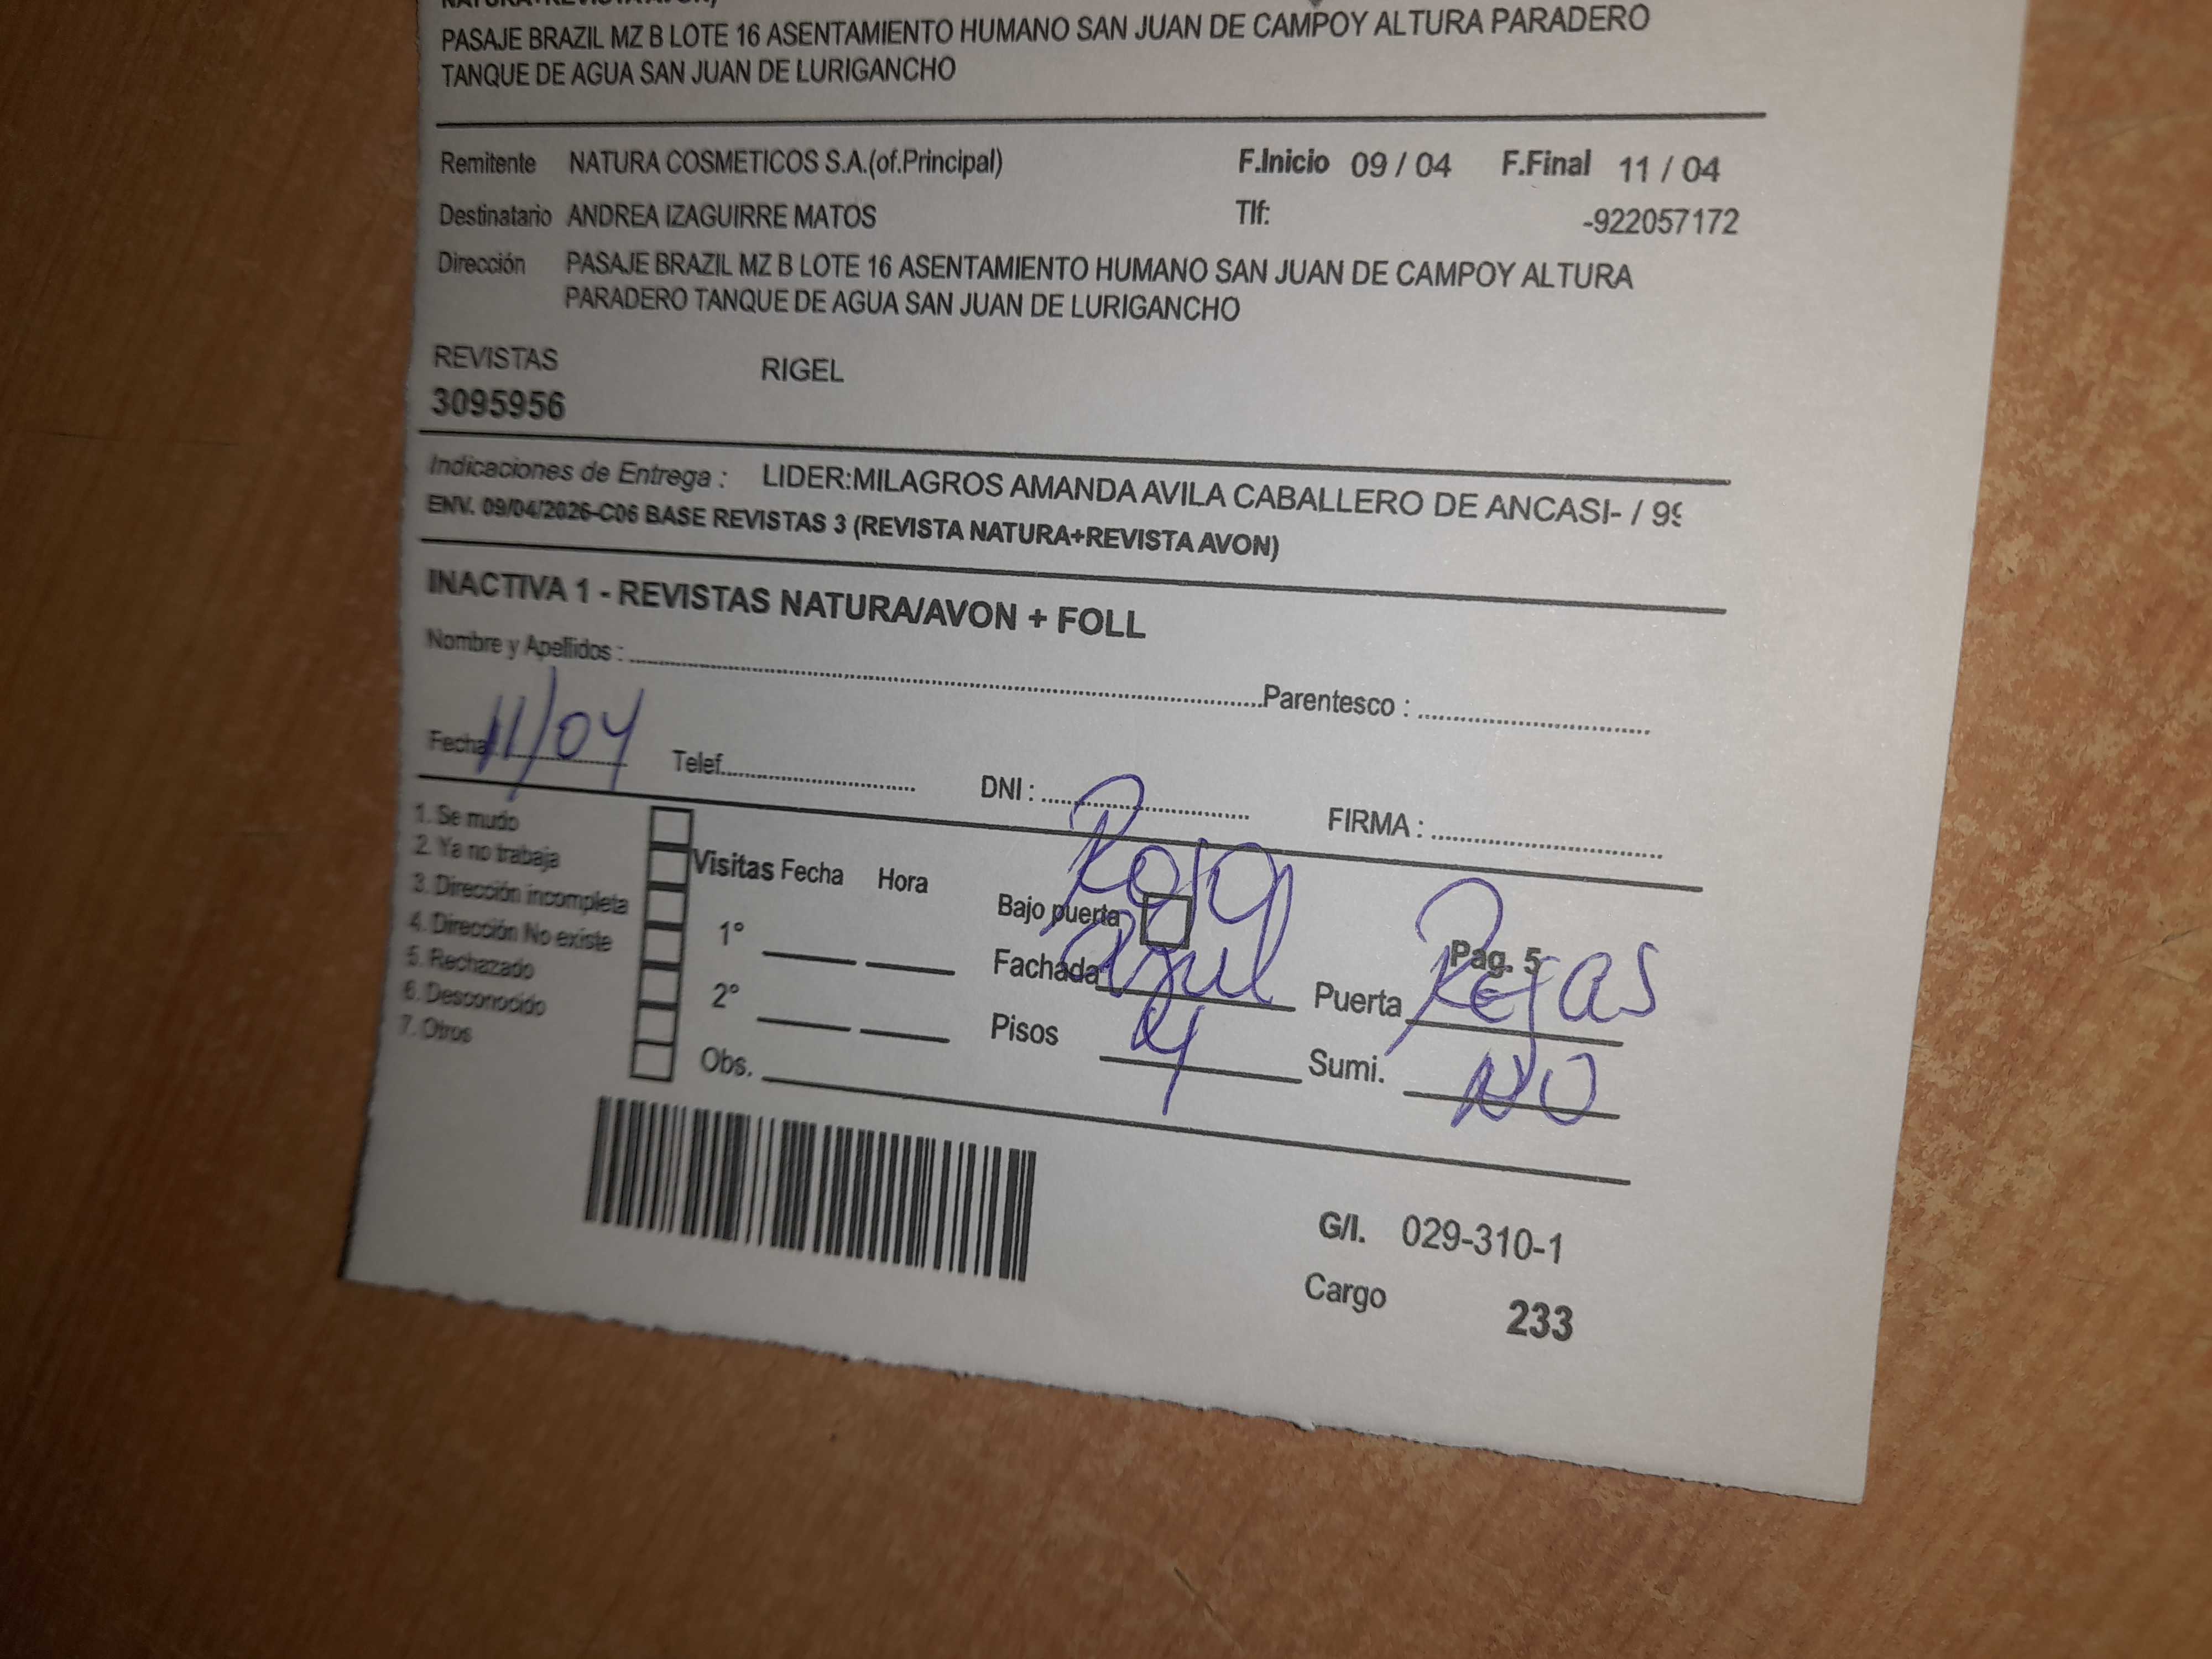 NATURA+REVISTA AVON)
PASAJE BRAZIL MZ B LOTE 16 ASENTAMIENTO HUMANO SAN JUAN DE CAMPOY ALTURA PARADERO
TANQUE DE AGUA SAN JUAN DE LURIGANCHO
Remitente NATURA COSMETICOS S.A.(of.Principal) F.Inicio 09 / 04 F.Final 11 / 04
Destinatario ANDREA IZAGUIRRE MATOS Tlf: -922057172
Dirección PASAJE BRAZIL MZ B LOTE 16 ASENTAMIENTO HUMANO SAN JUAN DE CAMPOY ALTURA
PARADERO TANQUE DE AGUA SAN JUAN DE LURIGANCHO
REVISTAS RIGEL
3095956
Indicaciones de Entrega : LIDER:MILAGROS AMANDA AVILA CABALLERO DE ANCASI- / 99
ENV. 09/04/2026-C06 BASE REVISTAS 3 (REVISTA NATURA+REVISTA AVON)
INACTIVA 1 - REVISTAS NATURA/AVON + FOLL
Nombre y Apellidos : Parentesco :
Fecha 11/04 Telef. DNI : FIRMA :
1. Se mudo
2. Ya no trabaja
3. Dirección incompleta
4. Dirección No existe
5. Rechazado
6. Desconocido
7. Otros
Visitas Fecha Hora
1°
2°
Obs.
Bajo puerta Pag. 5
Fachada Roja azul Puerta Rejas
Pisos 4 Sumi. NO
G/I. 029-310-1
Cargo 233